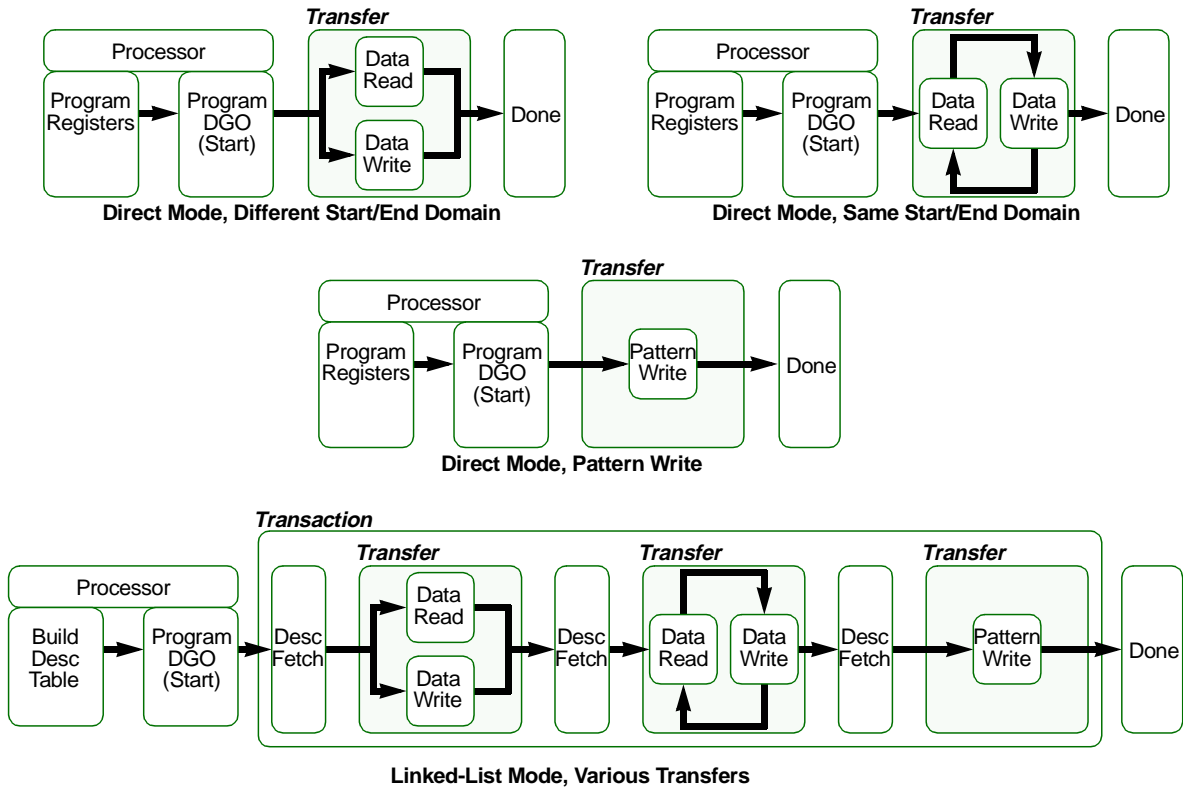 Transfer
Transfer
Processor
Program
Registers
Program
DGO
(Start)
Data
Read
Data
Write
Done
Direct Mode, Different Start/End Domain
Processor
Program
Registers
Program
DGO
(Start)
Data
Read
Data
Write
Done
Direct Mode, Same Start/End Domain
Transfer
Processor
Program
Registers
Program
DGO
(Start)
Pattern
Write
Done
Direct Mode, Pattern Write
Transaction
Transfer
Transfer
Transfer
Processor
Build
Desc
Table
Program
DGO
(Start)
Desc
Fetch
Data
Read
Data
Write
Desc
Fetch
Data
Read
Data
Write
Desc
Fetch
Pattern
Write
Done
Linked-List Mode, Various Transfers